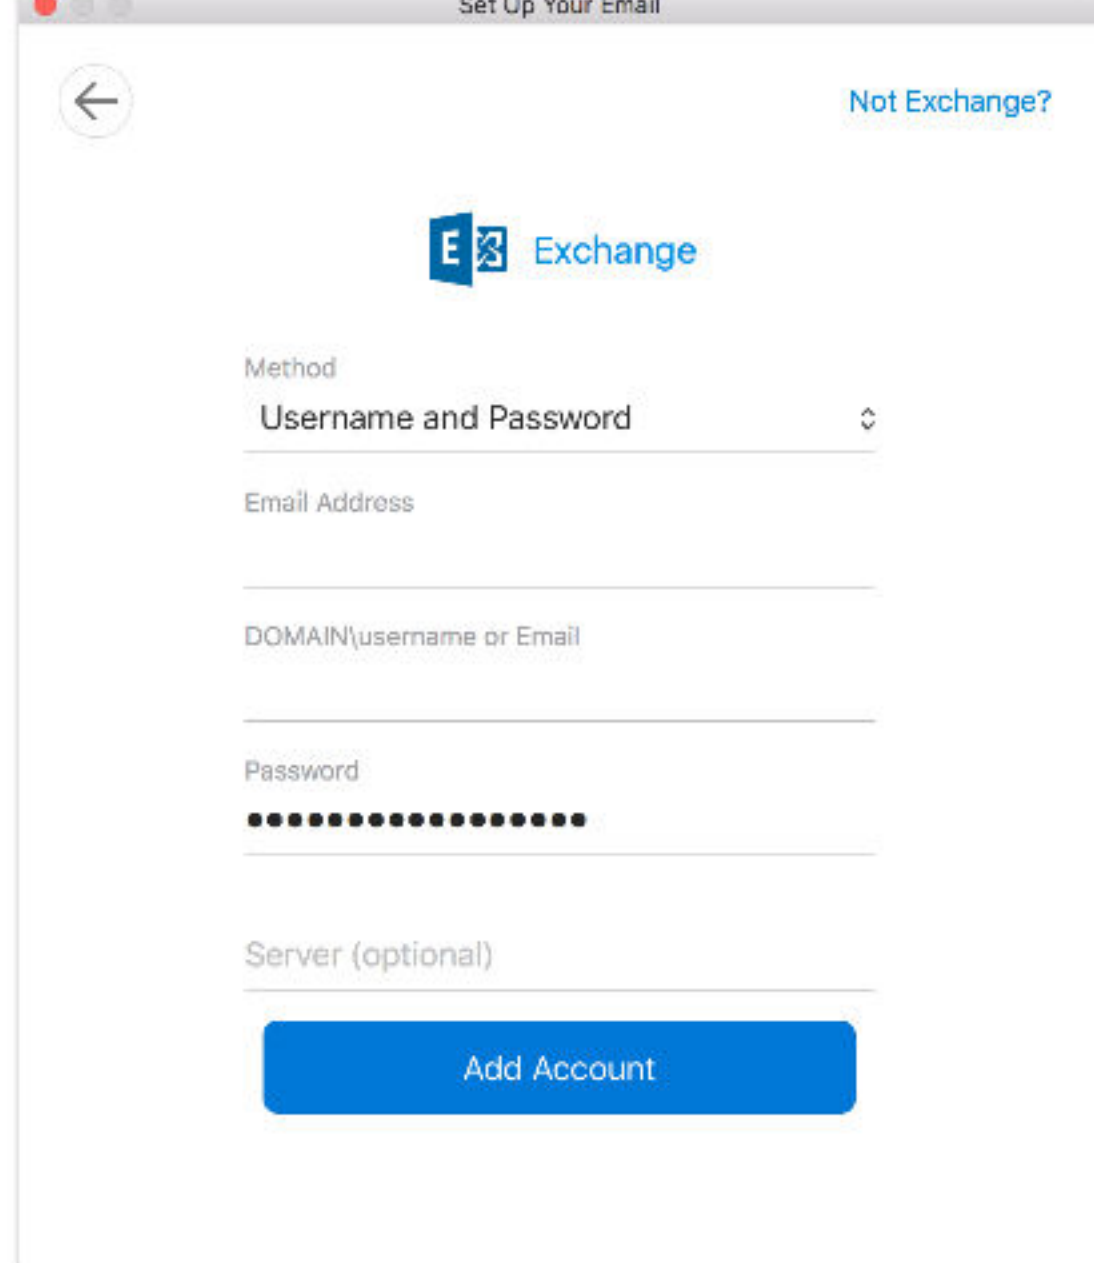 Set Up Your Email
Not Exchange?
E Exchange
Method
Username and Password
Email Address
DOMAIN\username or Email
Password
•••••••••••••••••
Server (optional)
Add Account